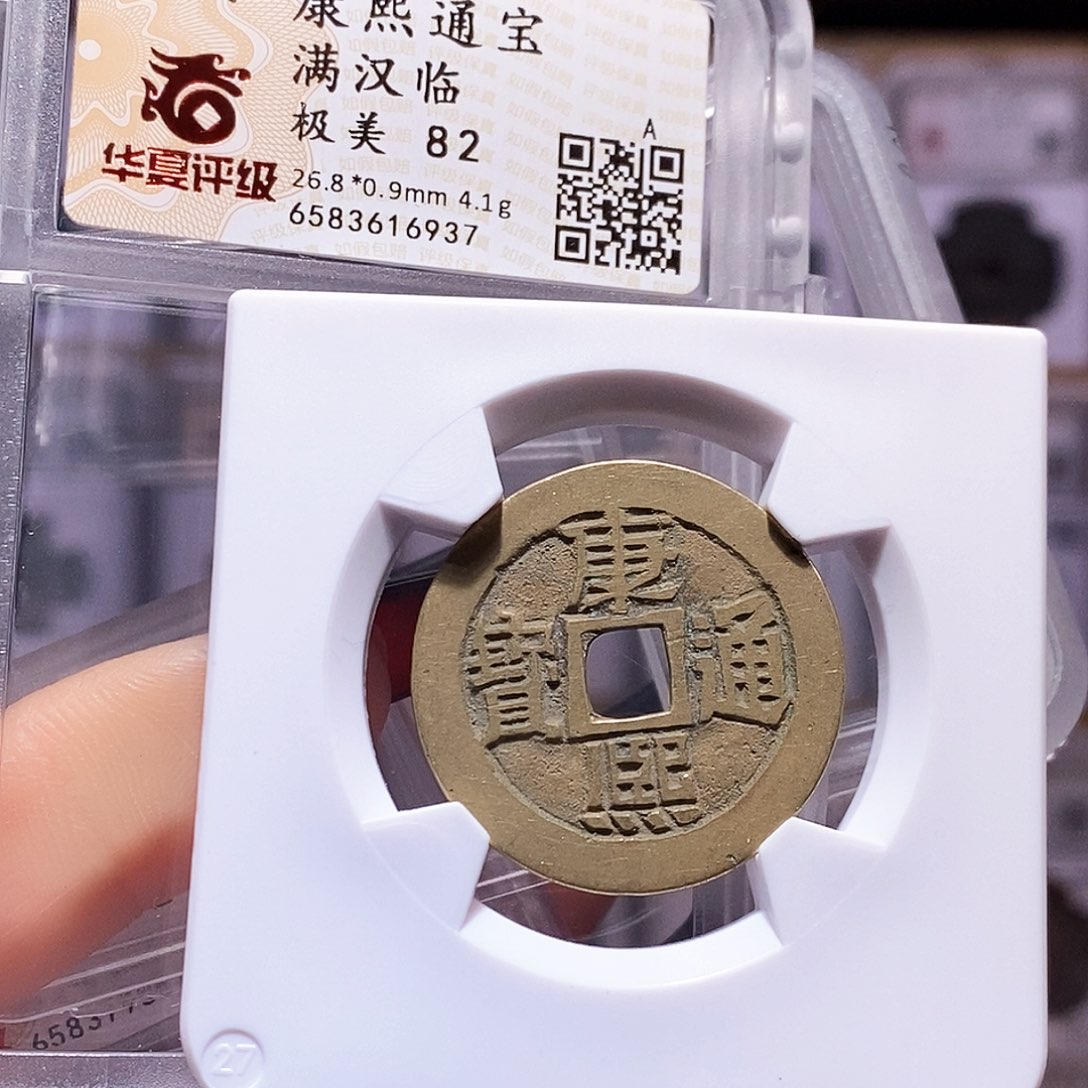 康熙通宝
满汉临
极美 82
华夏评级
26.8*0.9mm 4.1g
6583616937
A
康
通
寶
熙
27